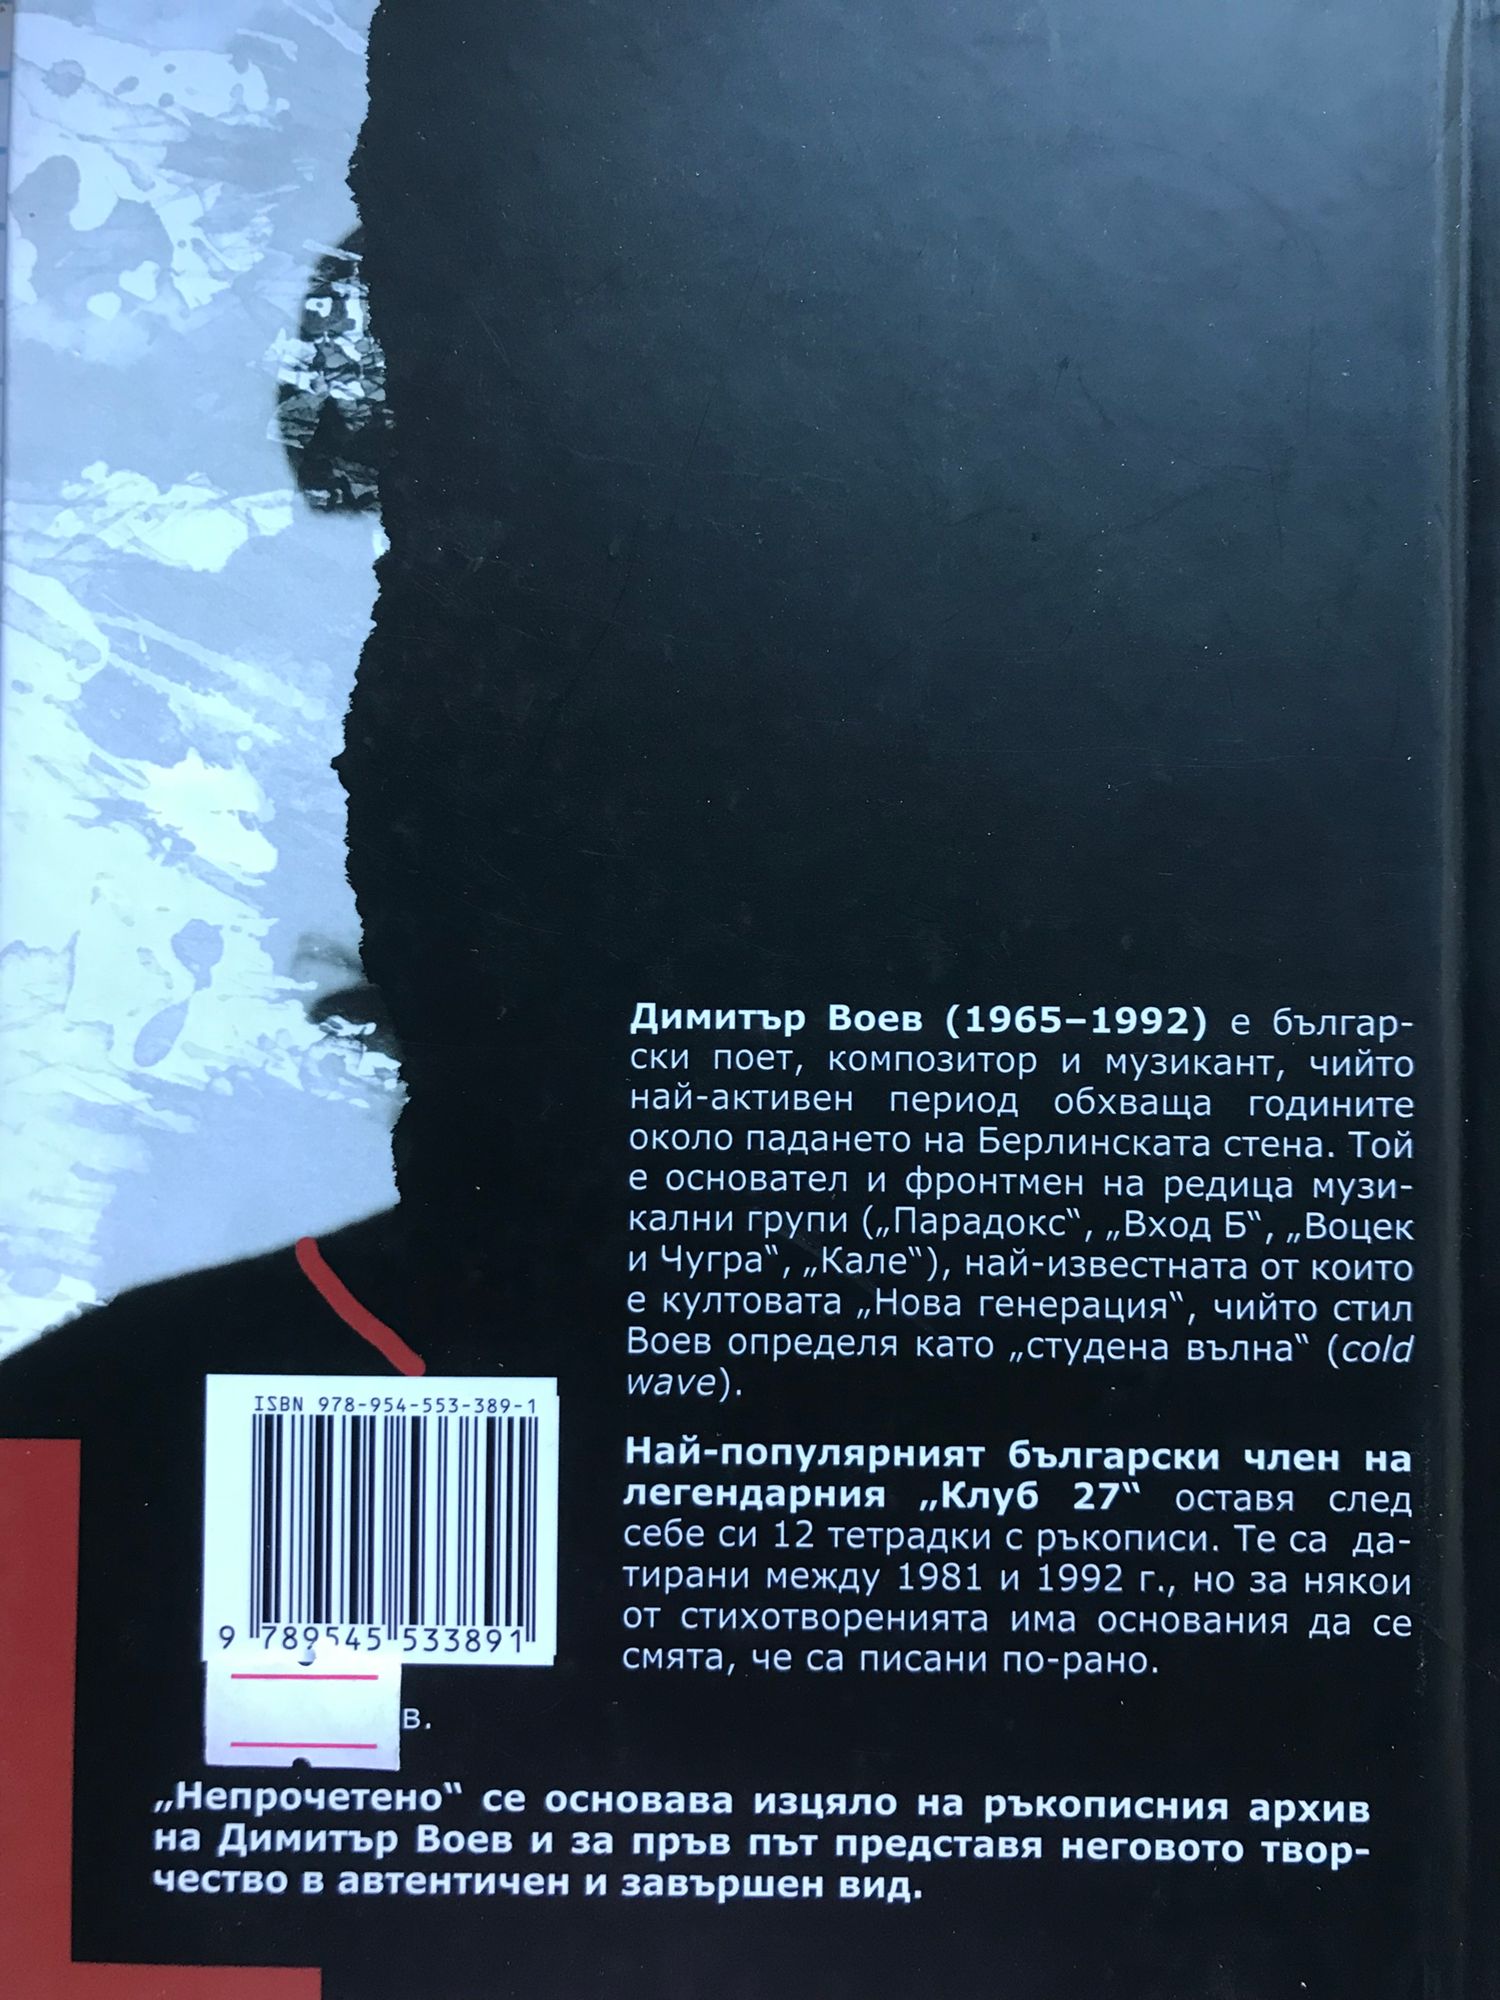 Димитър Воев (1965–1992) е българ-
ски поет, композитор и музикант, чийто
най-активен период обхваща годините
около падането на Берлинската стена. Той
е основател и фронтмен на редица музи-
кални групи („Парадокс“, „Вход Б“, „Воцек
и Чугра“, „Кале“), най-известната от които
е култовата „Нова генерация“, чийто стил
Воев определя като „студена вълна“ (cold
wave).
Най-популярният български член на
легендарния „Клуб 27“ оставя след
себе си 12 тетрадки с ръкописи. Те са да-
тирани между 1981 и 1992 г., но за някои
от стихотворенията има основания да се
смята, че са писани по-рано.
ISBN 978-954-553-389-1
9 789545 533891
в.
„Непрочетено“ се основава изцяло на ръкописния архив
на Димитър Воев и за пръв път представя неговото твор-
чество в автентичен и завършен вид.